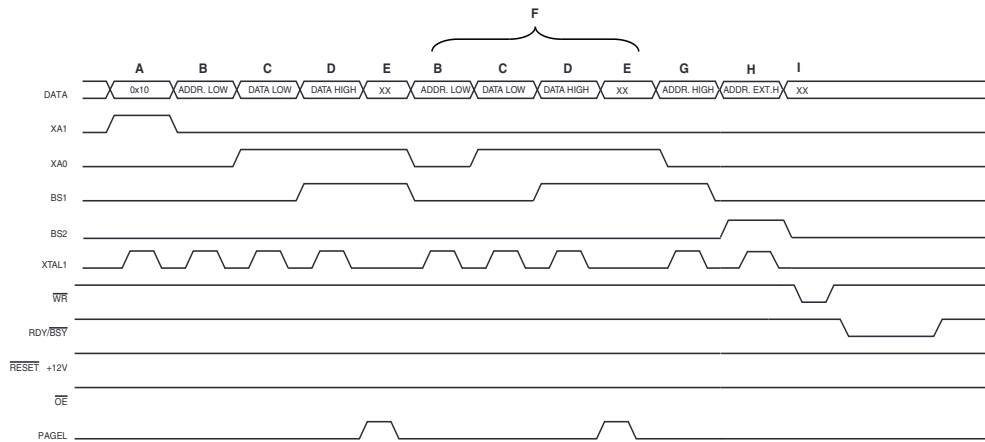 F
A B C D E B C D E G H I
DATA 0x10 ADDR. LOW DATA LOW DATA HIGH XX ADDR. LOW DATA LOW DATA HIGH XX ADDR. HIGH ADDR. EXT.H XX
XA1
XA0
BS1
BS2
XTAL1
WR
RDY/BSY
RESET +12V
OE
PAGEL